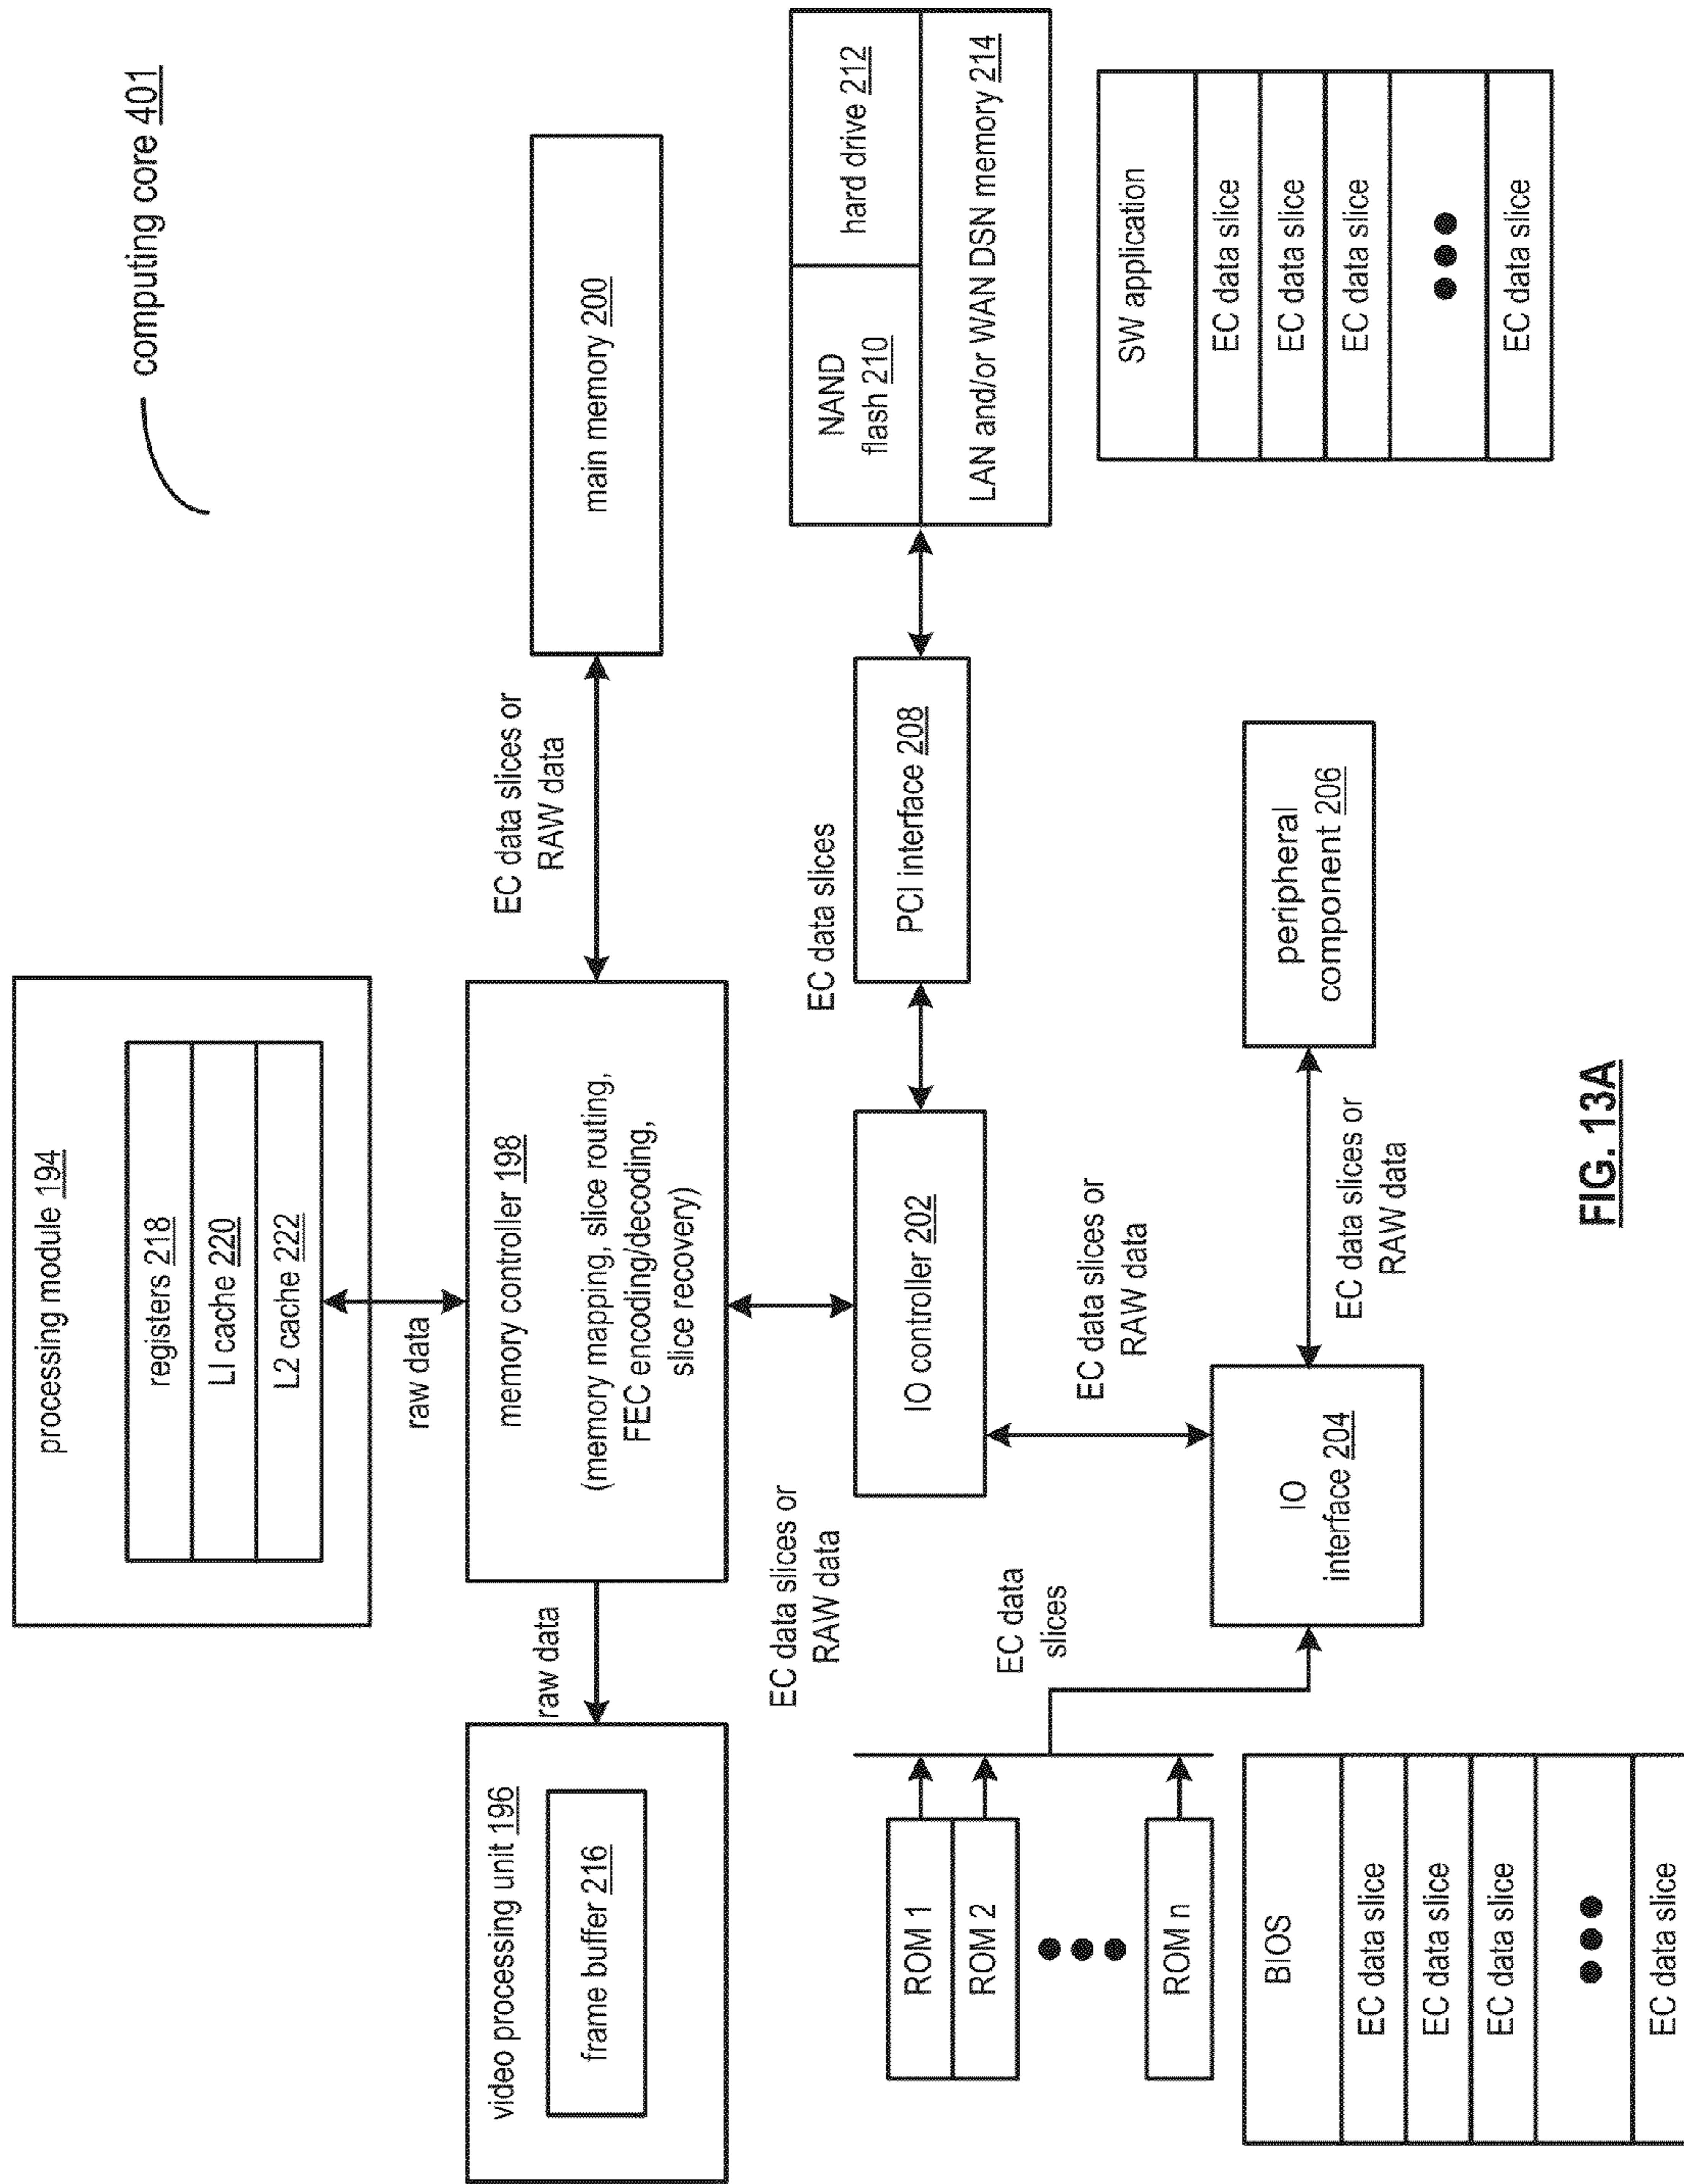 computing core 401
processing module 194
registers 218
LI cache 220
L2 cache 222
raw data
video processing unit 196
frame buffer 216
raw data
memory controller 198
(memory mapping, slice routing,
FEC encoding/decoding,
slice recovery)
EC data slices or
RAW data
main memory 200
EC data slices or
RAW data
IO controller 202
EC data slices
PCI interface 208
NAND
flash 210
hard drive 212
LAN and/or WAN DSN memory 214
ROM 1
ROM 2
ROM n
EC data
slices
EC data slices or
RAW data
IO
interface 204
EC data slices or
RAW data
peripheral
component 206
BIOS
EC data slice
EC data slice
EC data slice
EC data slice
SW application
EC data slice
EC data slice
EC data slice
EC data slice
FIG. 13A